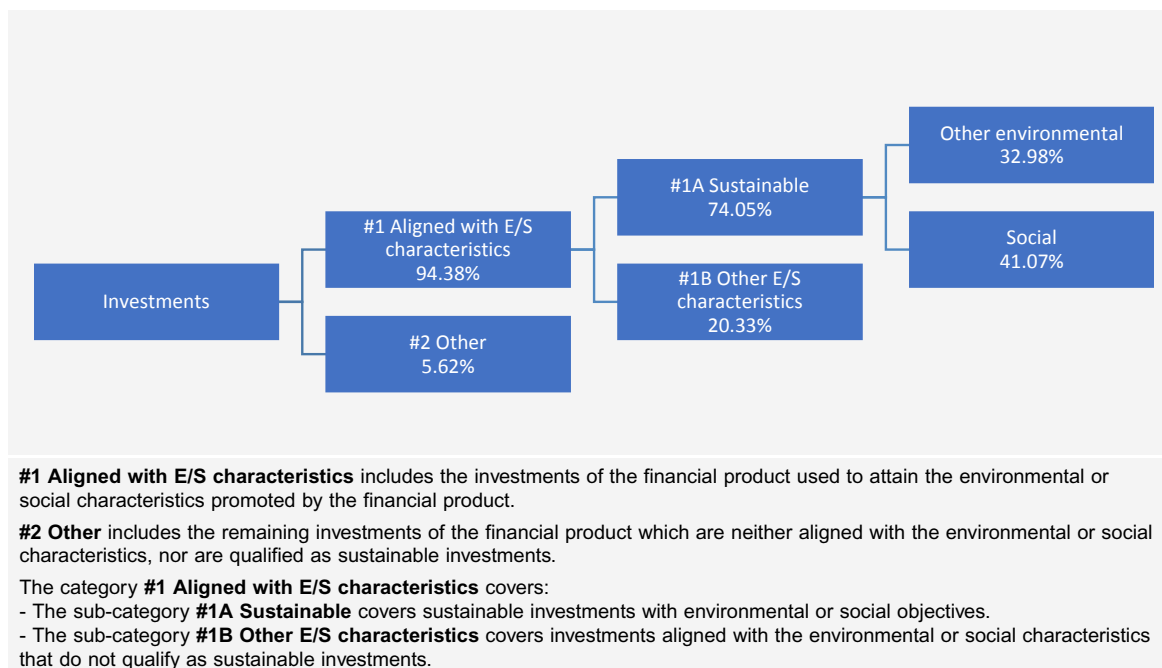 Investments
#1 Aligned with E/S
characteristics
94.38%
#2 Other
5.62%
#1A Sustainable
74.05%
#1B Other E/S
characteristics
20.33%
Other environmental
32.98%
Social
41.07%
#1 Aligned with E/S characteristics includes the investments of the financial product used to attain the environmental or
social characteristics promoted by the financial product.
#2 Other includes the remaining investments of the financial product which are neither aligned with the environmental or social
characteristics, nor are qualified as sustainable investments.
The category #1 Aligned with E/S characteristics covers:
- The sub-category #1A Sustainable covers sustainable investments with environmental or social objectives.
- The sub-category #1B Other E/S characteristics covers investments aligned with the environmental or social characteristics
that do not qualify as sustainable investments.